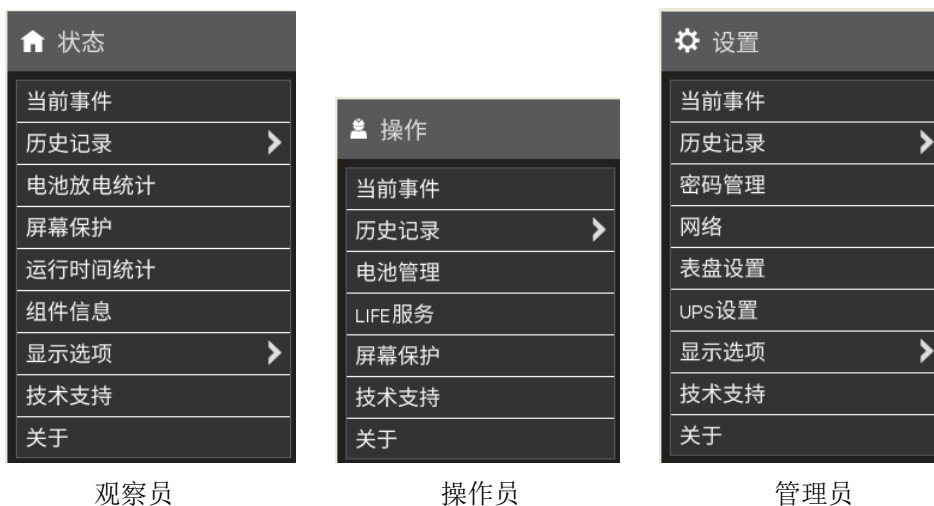 状态
当前事件
历史记录
电池放电统计
屏幕保护
运行时间统计
组件信息
显示选项
技术支持
关于
观察员
操作
当前事件
历史记录
电池管理
LIFE服务
屏幕保护
技术支持
关于
操作员
设置
当前事件
历史记录
密码管理
网络
表盘设置
UPS设置
显示选项
技术支持
关于
管理员